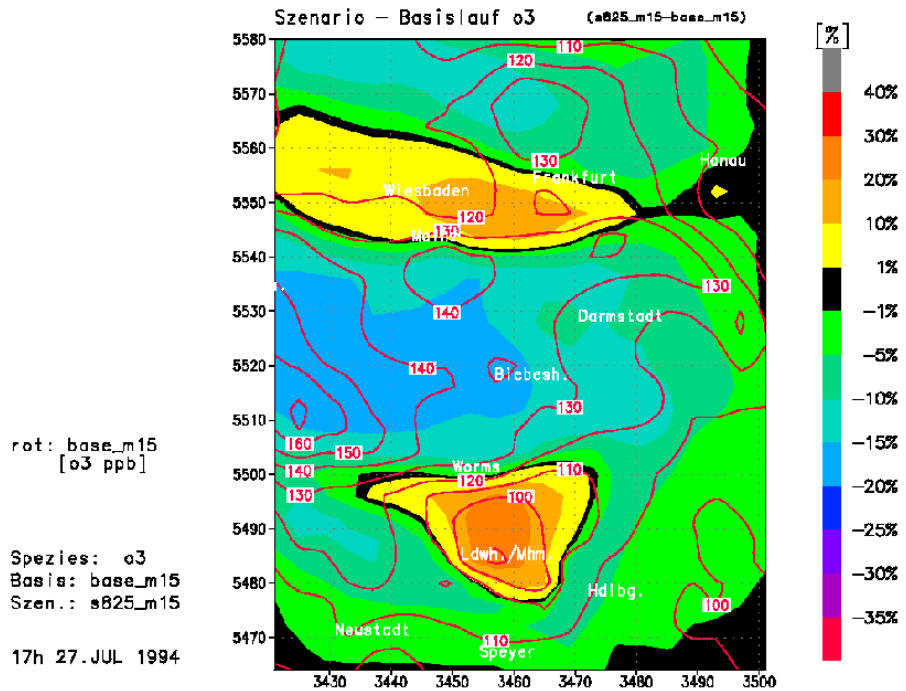 Szenario – Basislauf o3 (s825_m15–base_m15)
[%]
5580
5570
5560
5550
5540
5530
5520
5510
5500
5490
5480
5470
3430 3440 3450 3460 3470 3480 3490 3500
110
120
130
Hanau
Frankfurt
Wiesbaden
120
130
130
140
Darmstadt
140
Biebesh.
130
160
150
140
130
Worms
120
110
100
Ldwh./Mhm.
Hdlbg.
100
Neustadt
110
Speyer
40%
30%
20%
10%
1%
−1%
−5%
−10%
−15%
−20%
−25%
−30%
−35%
rot: base_m15
[o3 ppb]
Spezies: o3
Basis: base_m15
Szen.: s825_m15
17h 27.JUL 1994